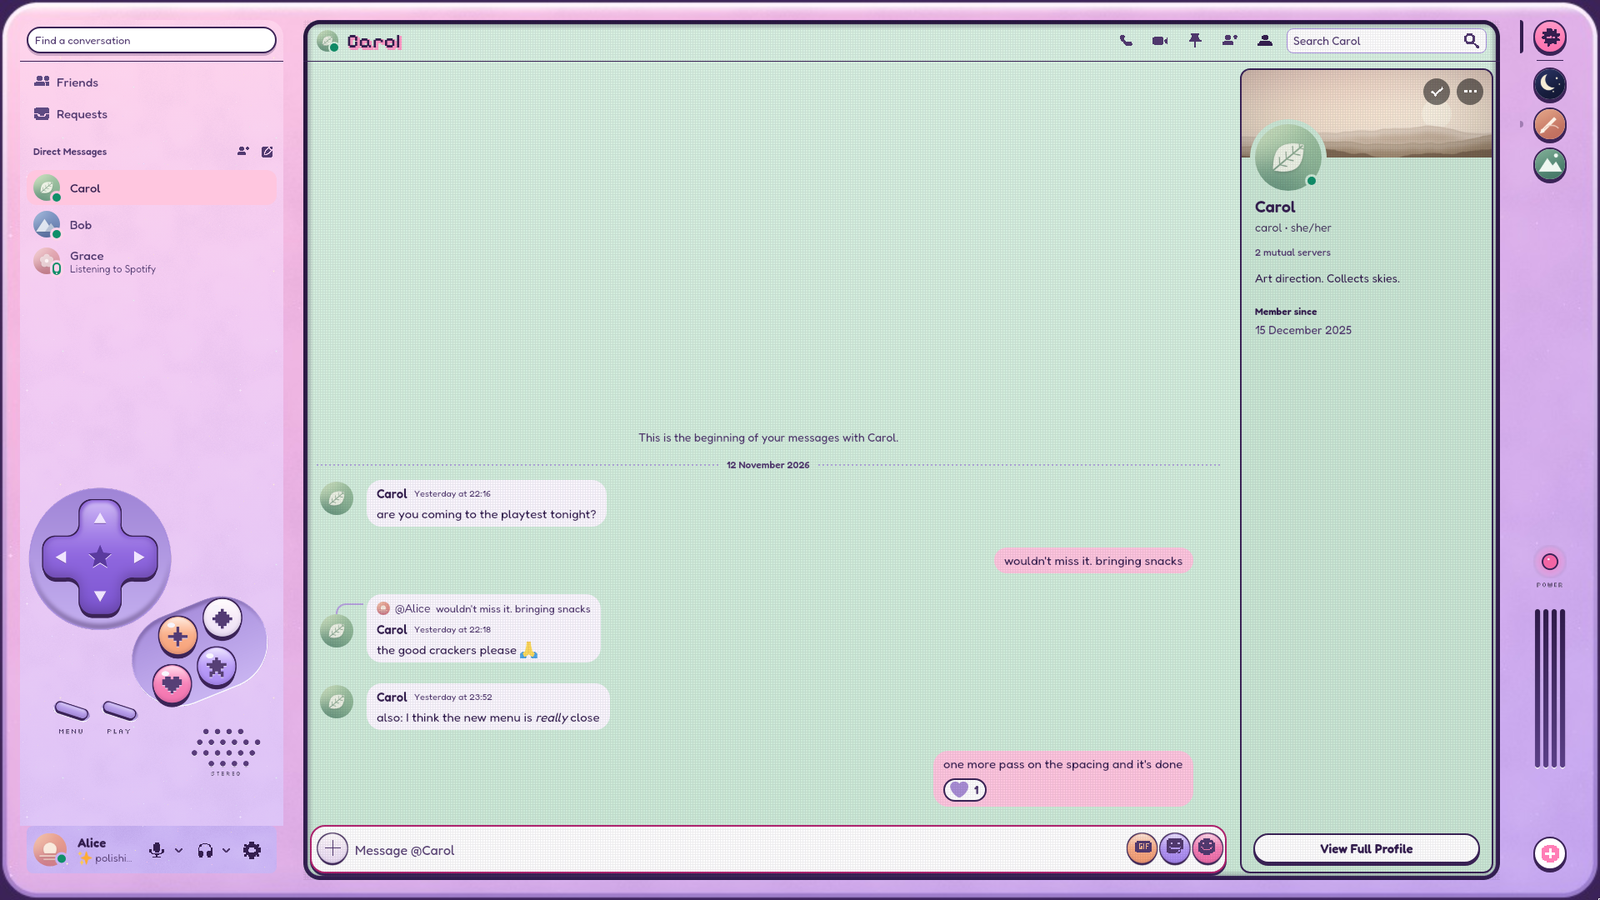 Find a conversation
Friends
Requests
Direct Messages
Carol
Bob
Grace
Listening to Spotify
MENU
PLAY
STEREO
Alice
✨ polishi...
Carol
Search Carol
This is the beginning of your messages with Carol.
12 November 2026
Carol Yesterday at 22:16
are you coming to the playtest tonight?
wouldn't miss it. bringing snacks
@Alice wouldn't miss it. bringing snacks
Carol Yesterday at 22:18
the good crackers please 🙏
Carol Yesterday at 23:52
also: I think the new menu is really close
one more pass on the spacing and it's done
1
Message @Carol
GIF
Carol
carol • she/her
2 mutual servers
Art direction. Collects skies.
Member since
15 December 2025
View Full Profile
POWER